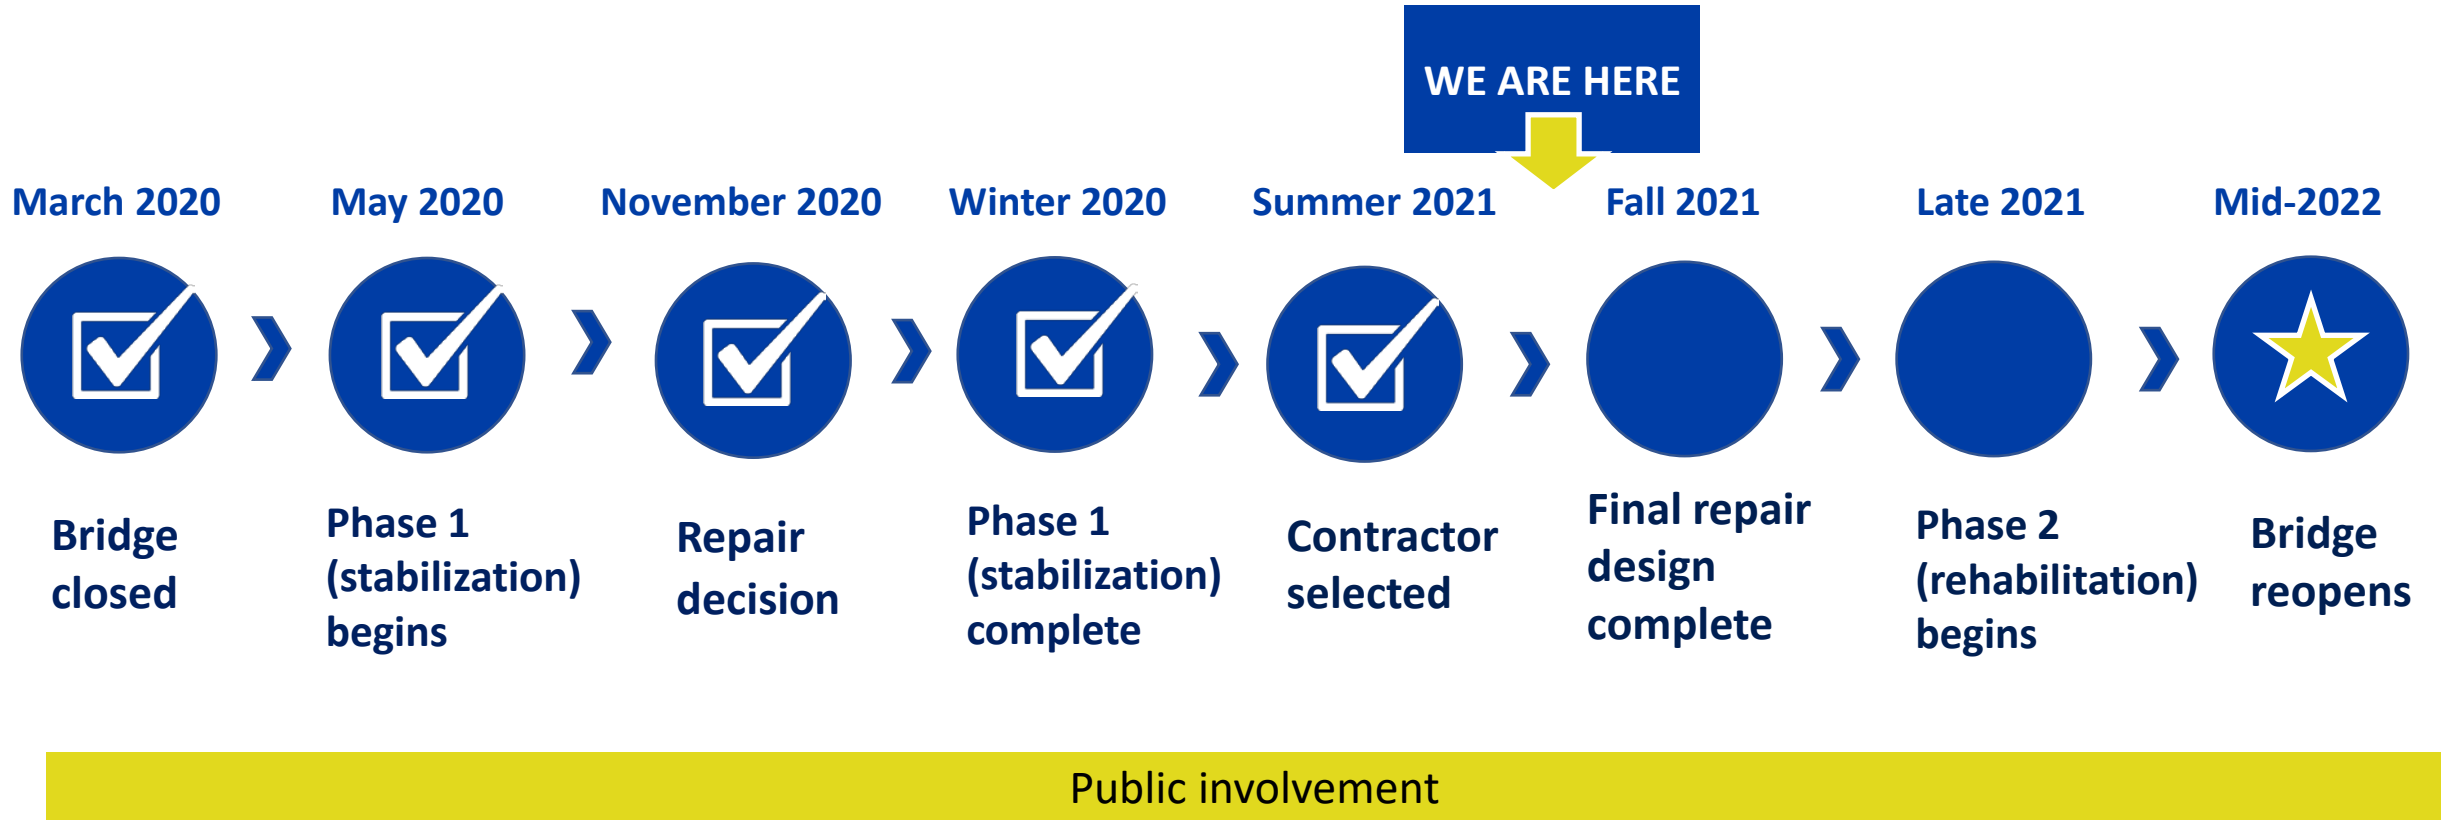 WE ARE HERE
March 2020
May 2020
November 2020
Winter 2020
Summer 2021
Fall 2021
Late 2021
Mid-2022
Bridge
closed
Phase 1
(stabilization)
begins
Repair
decision
Phase 1
(stabilization)
complete
Contractor
selected
Final repair
design
complete
Phase 2
(rehabilitation)
begins
Bridge
reopens
Public involvement